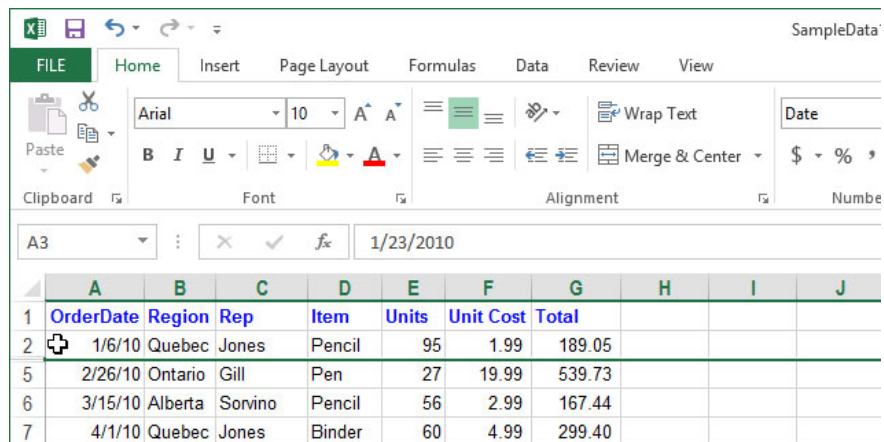 SampleData
FILE Home Insert Page Layout Formulas Data Review View
Arial 10 A A Wrap Text Date
Paste B I U A Merge & Center $ % ,
Clipboard Font Alignment Numbe
A3 fx 1/23/2010
A B C D E F G H I J
1 OrderDate Region Rep Item Units Unit Cost Total
2 1/6/10 Quebec Jones Pencil 95 1.99 189.05
5 2/26/10 Ontario Gill Pen 27 19.99 539.73
6 3/15/10 Alberta Sorvino Pencil 56 2.99 167.44
7 4/1/10 Quebec Jones Binder 60 4.99 299.40